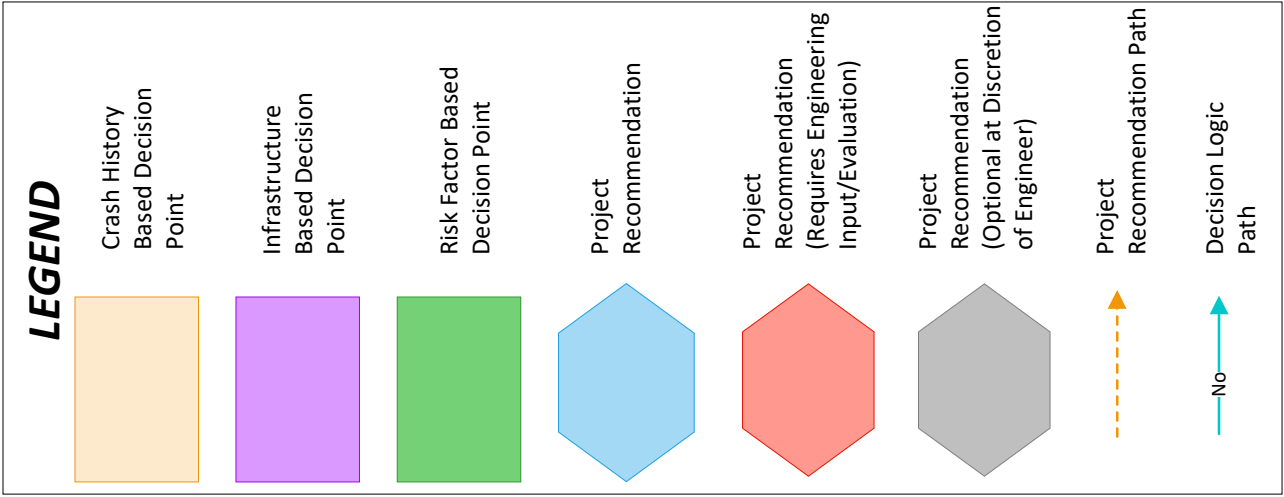 LEGEND
Crash History
Based Decision
Point
Infrastructure
Based Decision
Point
Risk Factor Based
Decision Point
Project
Recommendation
Project
Recommendation
(Requires Engineering
Input/Evaluation)
Project
Recommendation
(Optional at Discretion
of Engineer)
Project
Recommendation Path
No
Decision Logic
Path